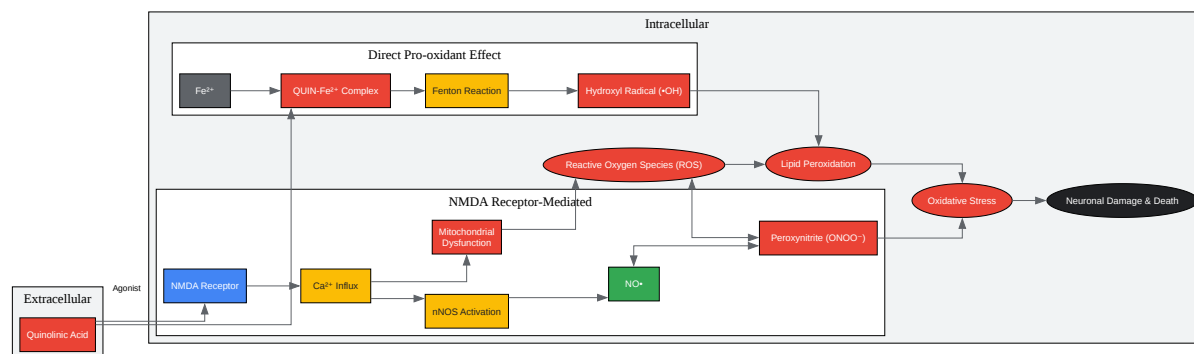 Intracellular
Direct Pro-oxidant Effect
Fe²⁺
QUIN-Fe²⁺ Complex
Fenton Reaction
Hydroxyl Radical (•OH)
Reactive Oxygen Species (ROS)
Lipid Peroxidation
Oxidative Stress
Neuronal Damage & Death
NMDA Receptor-Mediated
Mitochondrial
Dysfunction
Peroxynitrite (ONOO⁻)
NMDA Receptor
Ca²⁺ Influx
NO•
nNOS Activation
Agonist
Extracellular
Quinolinic Acid